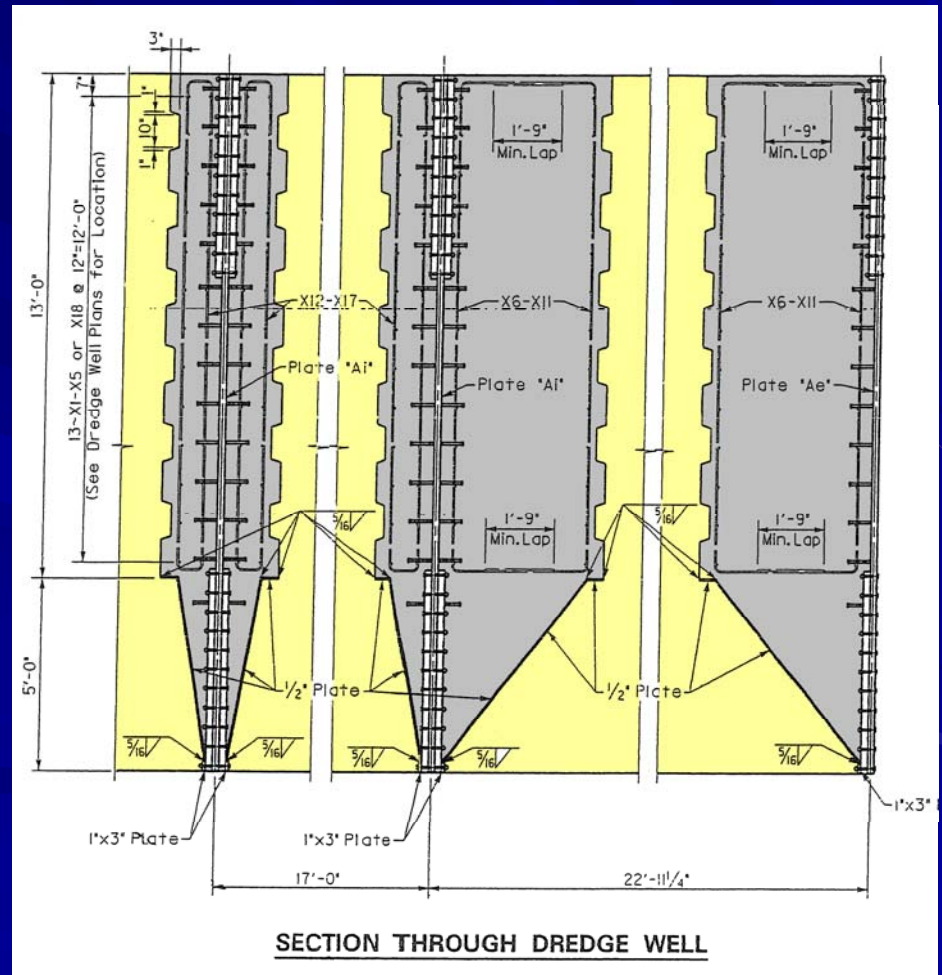 3"
7"
1"
10"
1"
13'-0"
13~X1-X5 or X18 @ 12"=12'-0"
(See Dredge Well Plans for Location)
1'-9"
Min. Lap
1'-9"
Min. Lap
X12-X17
X6-X11
X6-X11
Plate "Ai"
Plate "Ai"
Plate "Ae"
5/16
5/16
1'-9"
Min. Lap
1'-9"
Min. Lap
5'-0"
1/2" Plate
1/2" Plate
5/16
5/16
5/16
5/16
5/16
1"x3" Plate
1"x3" Plate
1"x3"
17'-0"
22'-11 1/4"
SECTION THROUGH DREDGE WELL